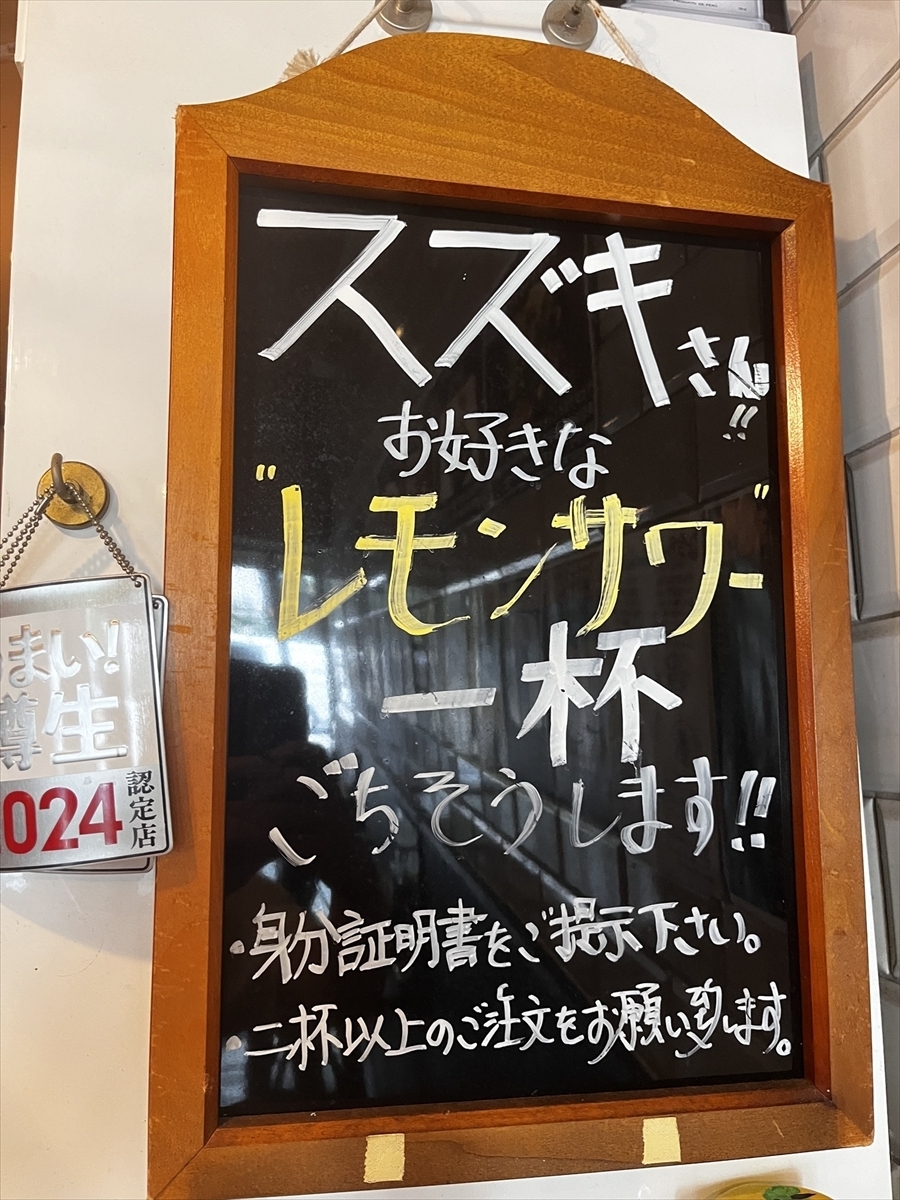 スズキさん!!
お好きな
"レモンサワー"
一杯
ごちそうします!!
・身分証明書をご提示下さい。
・二杯以上のご注文をお願い致します。
まい!
樽生
2024
認定店